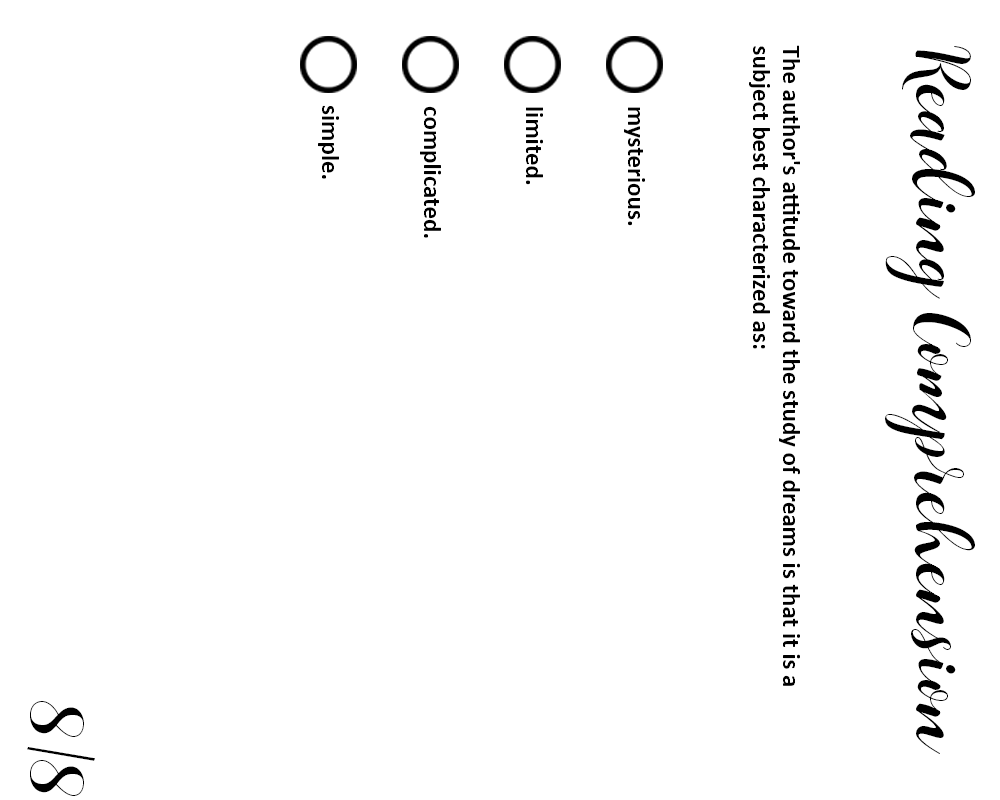 Reading Comprehension
The author's attitude toward the study of dreams is that it is a
subject best characterized as:
mysterious.
limited.
complicated.
simple.
8/8